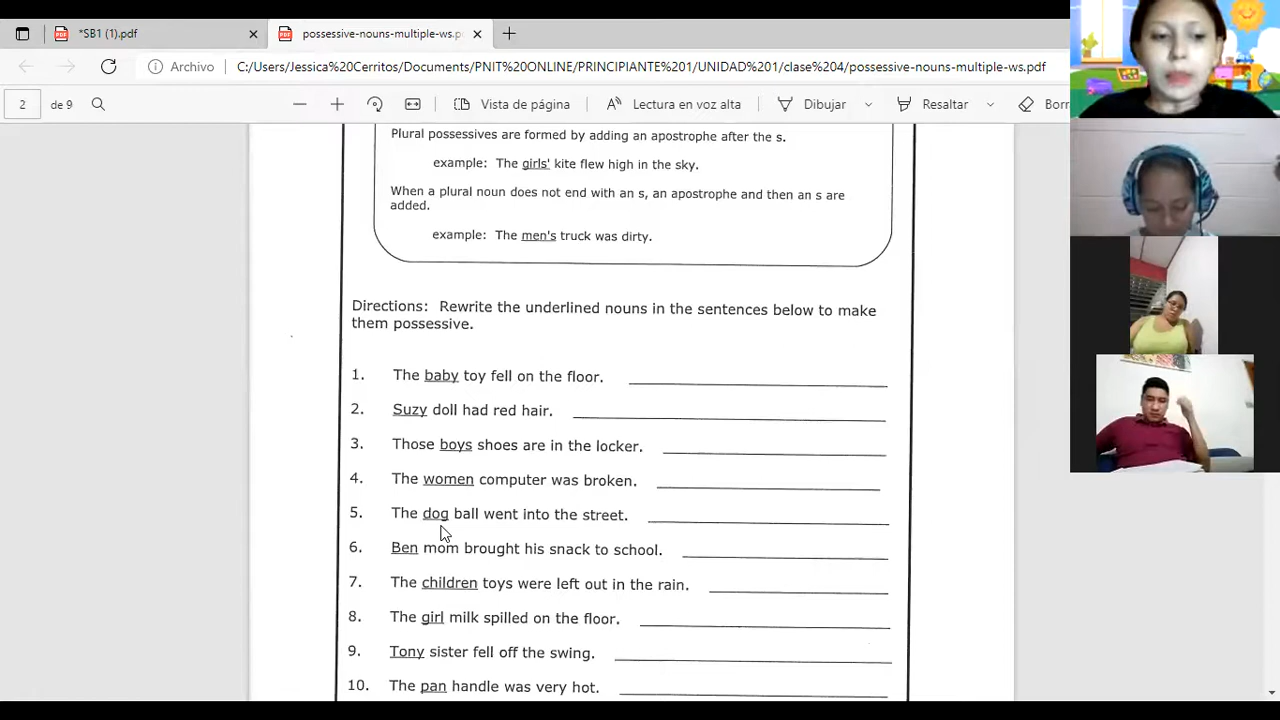 *SB1 (1).pdf
possessive-nouns-multiple-ws.p
Archivo
C:/Users/Jessica%20Cerritos/Documents/PNIT%20ONLINE/PRINCIPIANTE%201/UNIDAD%201/clase%204/possessive-nouns-multiple-ws.pdf
2 de 9
Vista de página
Lectura en voz alta
Dibujar
Resaltar
Borr
Plural possessives are formed by adding an apostrophe after the s.
example: The girls' kite flew high in the sky.
When a plural noun does not end with an s, an apostrophe and then an s are
added.
example: The men's truck was dirty.
Directions: Rewrite the underlined nouns in the sentences below to make
them possessive.
1. The baby toy fell on the floor.
2. Suzy doll had red hair.
3. Those boys shoes are in the locker.
4. The women computer was broken.
5. The dog ball went into the street.
6. Ben mom brought his snack to school.
7. The children toys were left out in the rain.
8. The girl milk spilled on the floor.
9. Tony sister fell off the swing.
10. The pan handle was very hot.